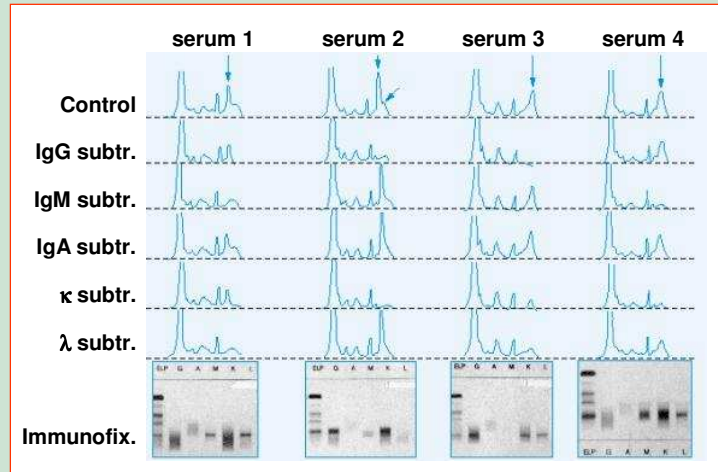 serum 1 serum 2 serum 3 serum 4
Control
IgG subtr.
IgM subtr.
IgA subtr.
κ subtr.
λ subtr.
ELP G A M K L ELP G A M K L ELP G A M K L ELP
Immunofix.
G A M K L